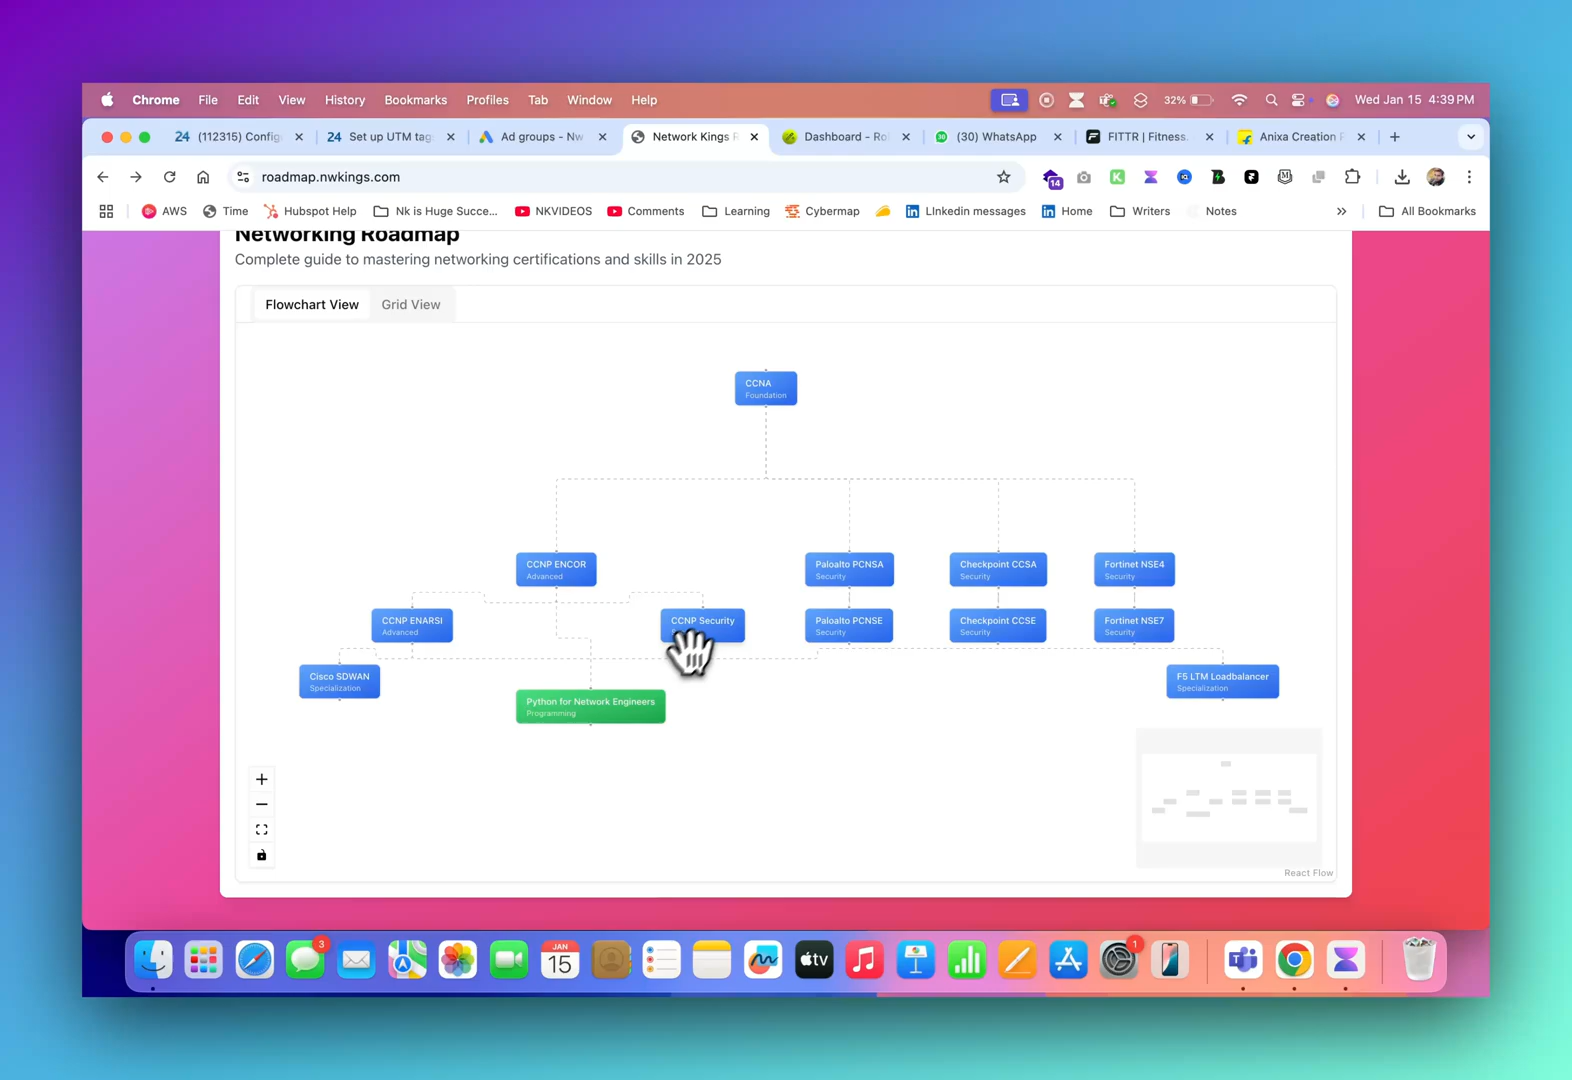 Chrome File Edit View History Bookmarks Profiles Tab Window Help 32% Wed Jan 15 4:39 PM
24 (112315) Config 24 Set up UTM tag Ad groups - Nw Network Kings Dashboard - Ro 30 (30) WhatsApp FITTR | Fitness. Anixa Creation
roadmap.nwkings.com 14
AWS Time Hubspot Help Nk is Huge Succe... NKVIDEOS Comments Learning Cybermap LInkedin messages Home Writers Notes » All Bookmarks
Networking Roadmap
Complete guide to mastering networking certifications and skills in 2025
Flowchart View Grid View
CCNA
Foundation
CCNP ENCOR
Advanced
Paloalto PCNSA
Security
Checkpoint CCSA
Security
Fortinet NSE4
Security
CCNP ENARSI
Advanced
CCNP Security
Paloalto PCNSE
Security
Checkpoint CCSE
Security
Fortinet NSE7
Security
Cisco SDWAN
Specialization
F5 LTM Loadbalancer
Specialization
Python for Network Engineers
Programming
React Flow
3
JAN
15
tv
1